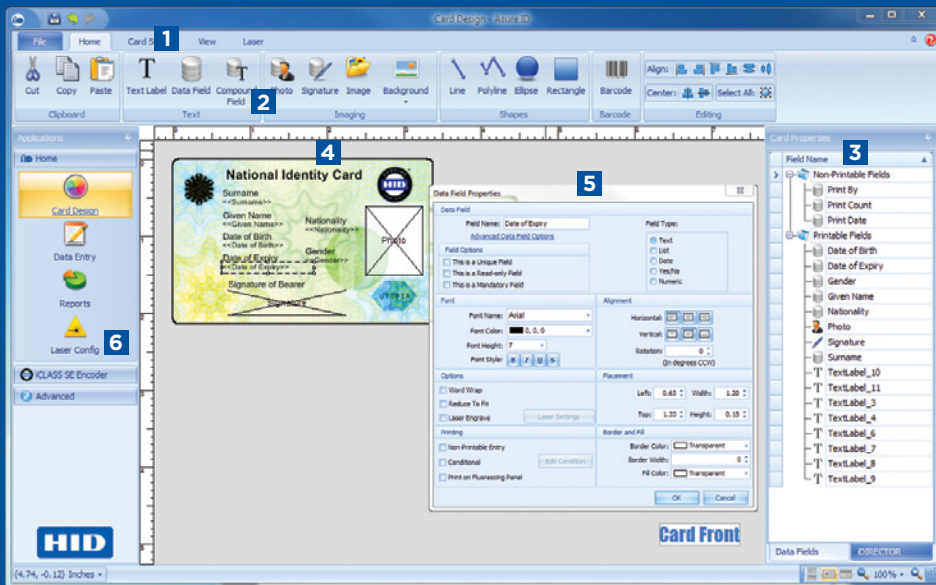 Card Design - Asure ID
File Home Card S 1 View Laser
Cut Copy Paste Text Label Data Field Compound Field 2 Photo Signature Image Background Line Polyline Ellipse Rectangle Barcode
Align:
Center: Select All:
Clipboard Text Imaging Shapes Barcode Editing
Applications
Home
Card Design
Data Entry
Reports
Laser Config 6
iCLASS SE Encoder
Advanced
HID
4
National Identity Card
HID
Surname
<<Surname>>
Given Name
<<Given Name>>
Nationality
<<Nationality>>
Date of Birth
<<Date of Birth>>
Gender
<<Gender>>
Date of Expiry
<<Date of Expiry>>
Photo
Signature of Bearer
Signature
UTOPIA
5
Data Field Properties
Data Field
Field Name: Date of Expiry
Advanced Data Field Options
Field Options
This is a Unique Field
This is a Read-only Field
This is a Mandatory Field
Field Type:
Text
List
Date
Yes/No
Numeric
Font
Font Name: Arial
Font Color: 0, 0, 0
Font Height: 7
Font Style: B I U S
Alignment
Horizontal:
Vertical:
Rotation: 0
(in degrees CCW)
Options
Word Wrap
Reduce To Fit
Laser Engrave Laser Settings
Placement
Left: 0.63 Width: 1.20
Top: 1.33 Height: 0.15
Printing
Non-Printable Entry
Conditional Edit Condition
Print on Fluorescing Panel
Border and Fill
Border Color: Transparent
Border Width: 0
Fill Color: Transparent
OK Cancel
Card Front
Card Properties
Field Name 3
Non-Printable Fields
Print By
Print Count
Print Date
Printable Fields
Date of Birth
Date of Expiry
Gender
Given Name
Nationality
Photo
Signature
Surname
TextLabel_10
TextLabel_11
TextLabel_3
TextLabel_4
TextLabel_6
TextLabel_7
TextLabel_8
TextLabel_9
Data Fields iDIRECTOR
(4.74, -0.12) Inches 100%